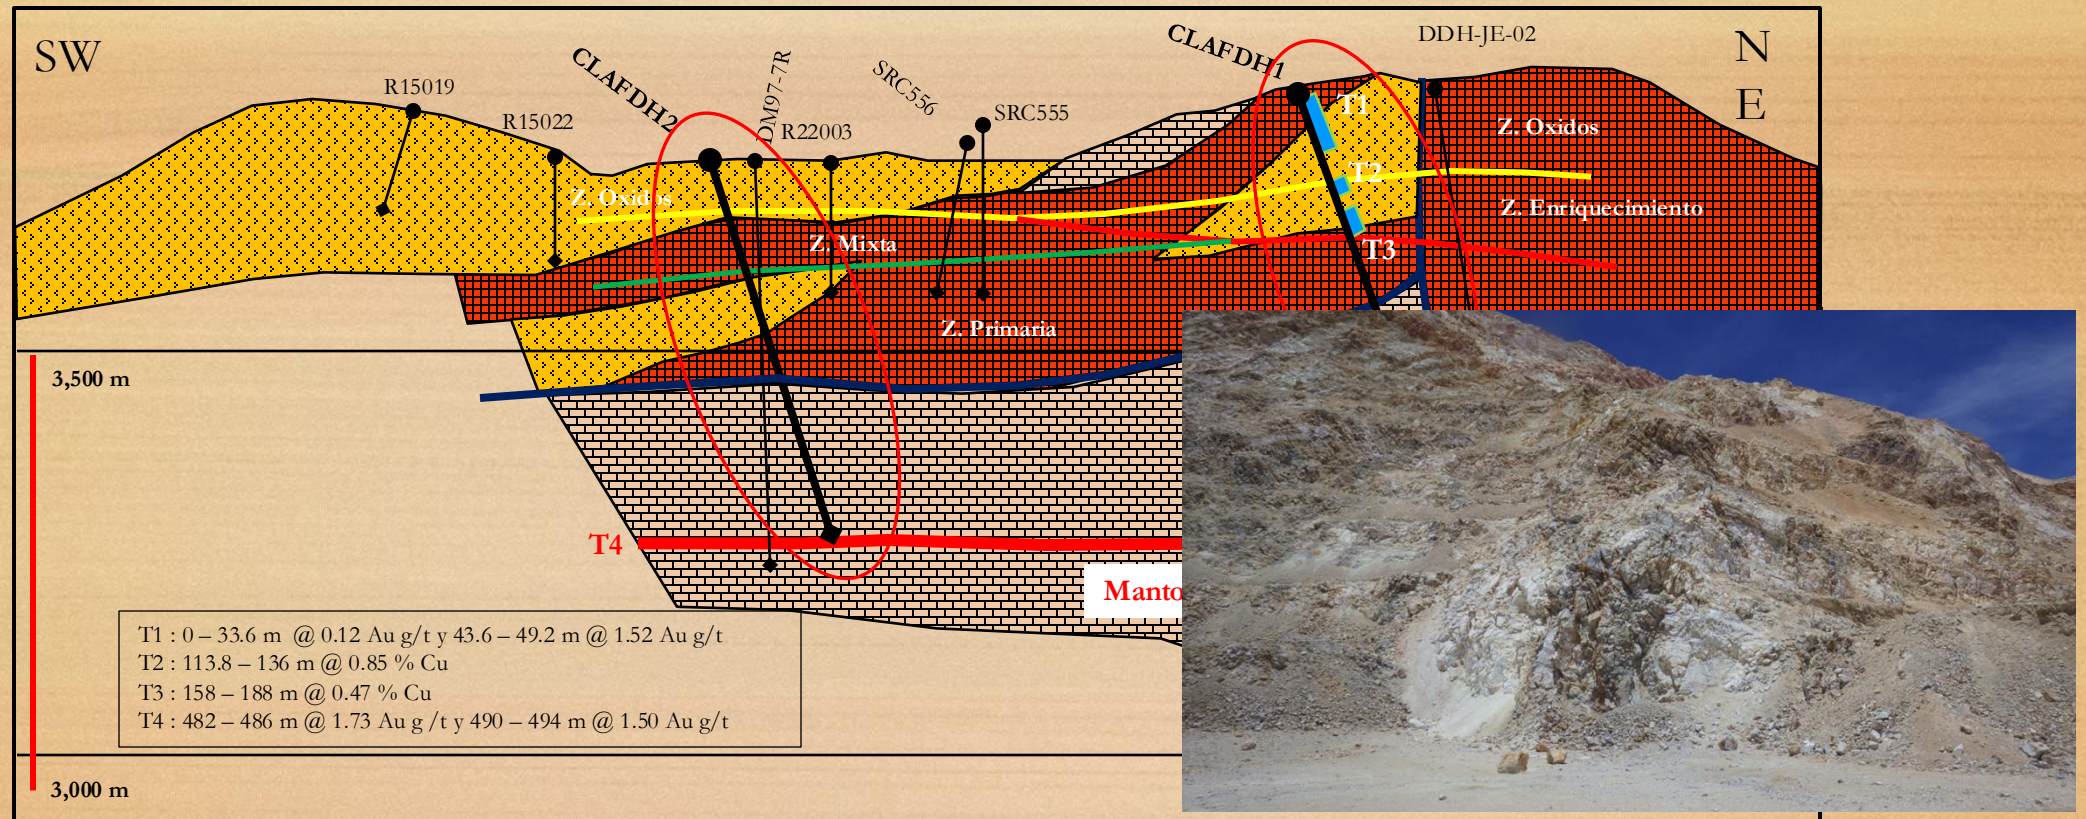 SW
N
E
DDH-JE-02
CLAFDH1
CLAFDH2
DM97-7R
SRC556
R15019
R15022
R22003
SRC555
T1
Z. Oxidos
T2
Z. Oxidos
Z. Enriquecimiento
Z. Mixta
T3
Z. Primaria
3,500 m
T4
Manto
T1 : 0 – 33.6 m @ 0.12 Au g/t y 43.6 – 49.2 m @ 1.52 Au g/t
T2 : 113.8 – 136 m @ 0.85 % Cu
T3 : 158 – 188 m @ 0.47 % Cu
T4 : 482 – 486 m @ 1.73 Au g /t y 490 – 494 m @ 1.50 Au g/t
3,000 m